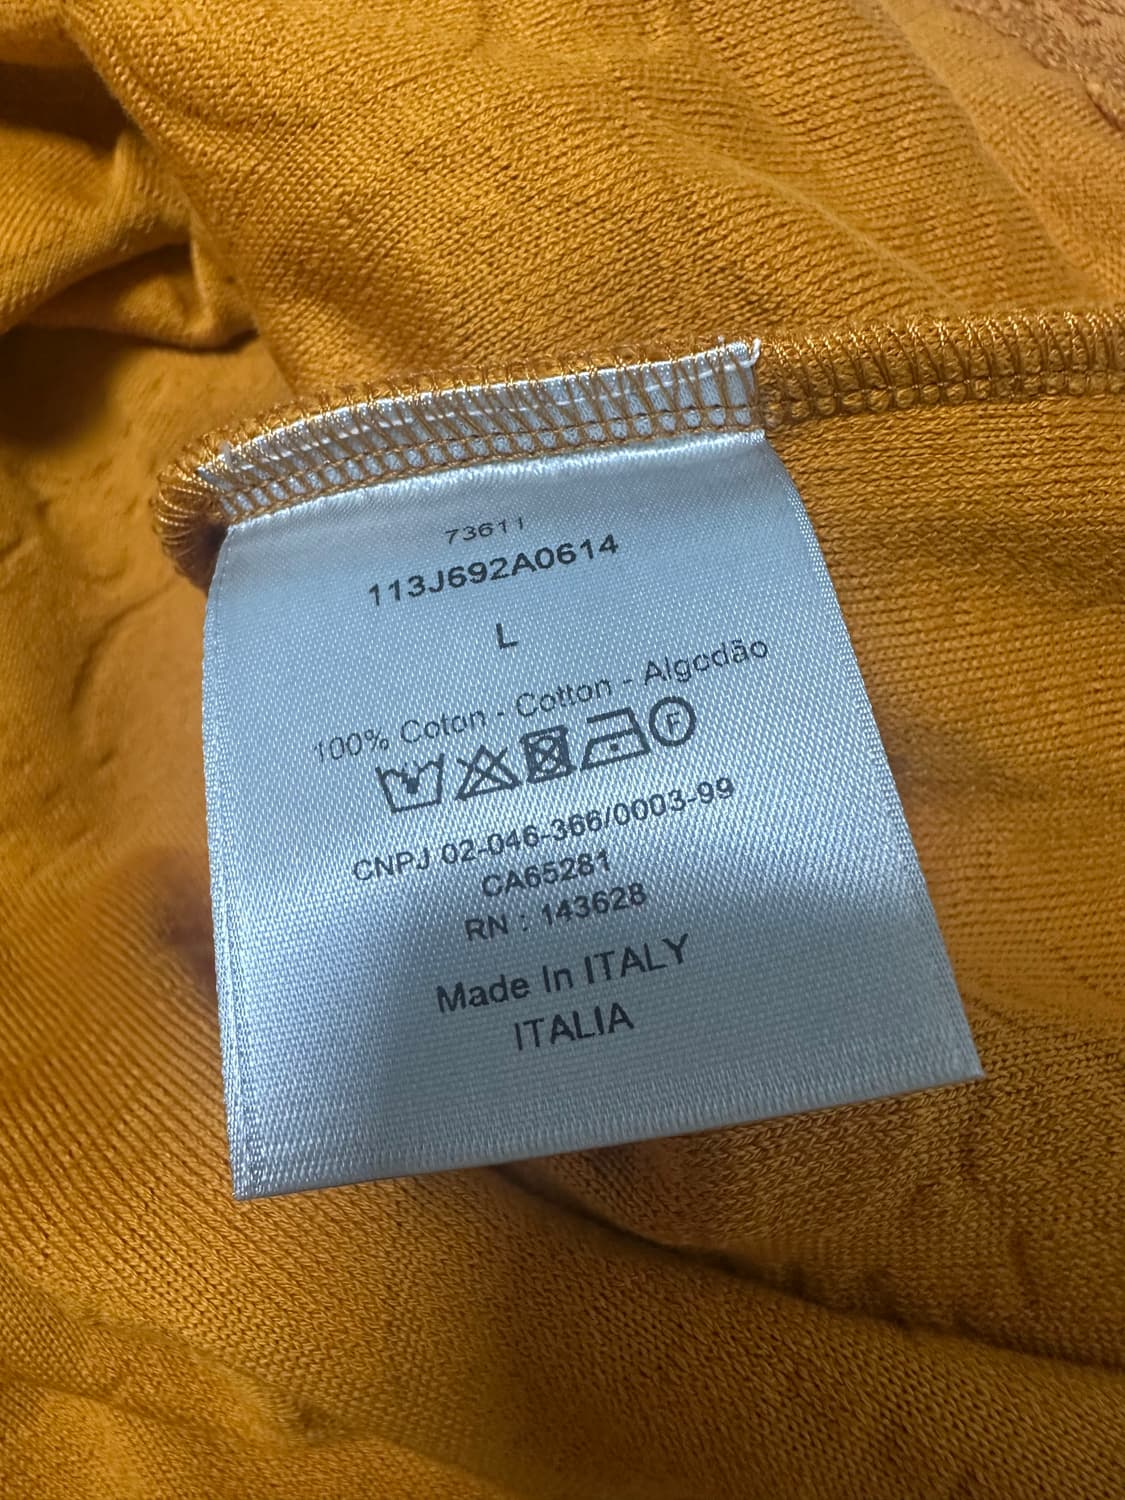 73611
113J692A0614
L
100% Coton - Cotton - Algodão
F
CNPJ 02-046-366/0003-99
CA65281
RN : 143628
Made In ITALY
ITALIA